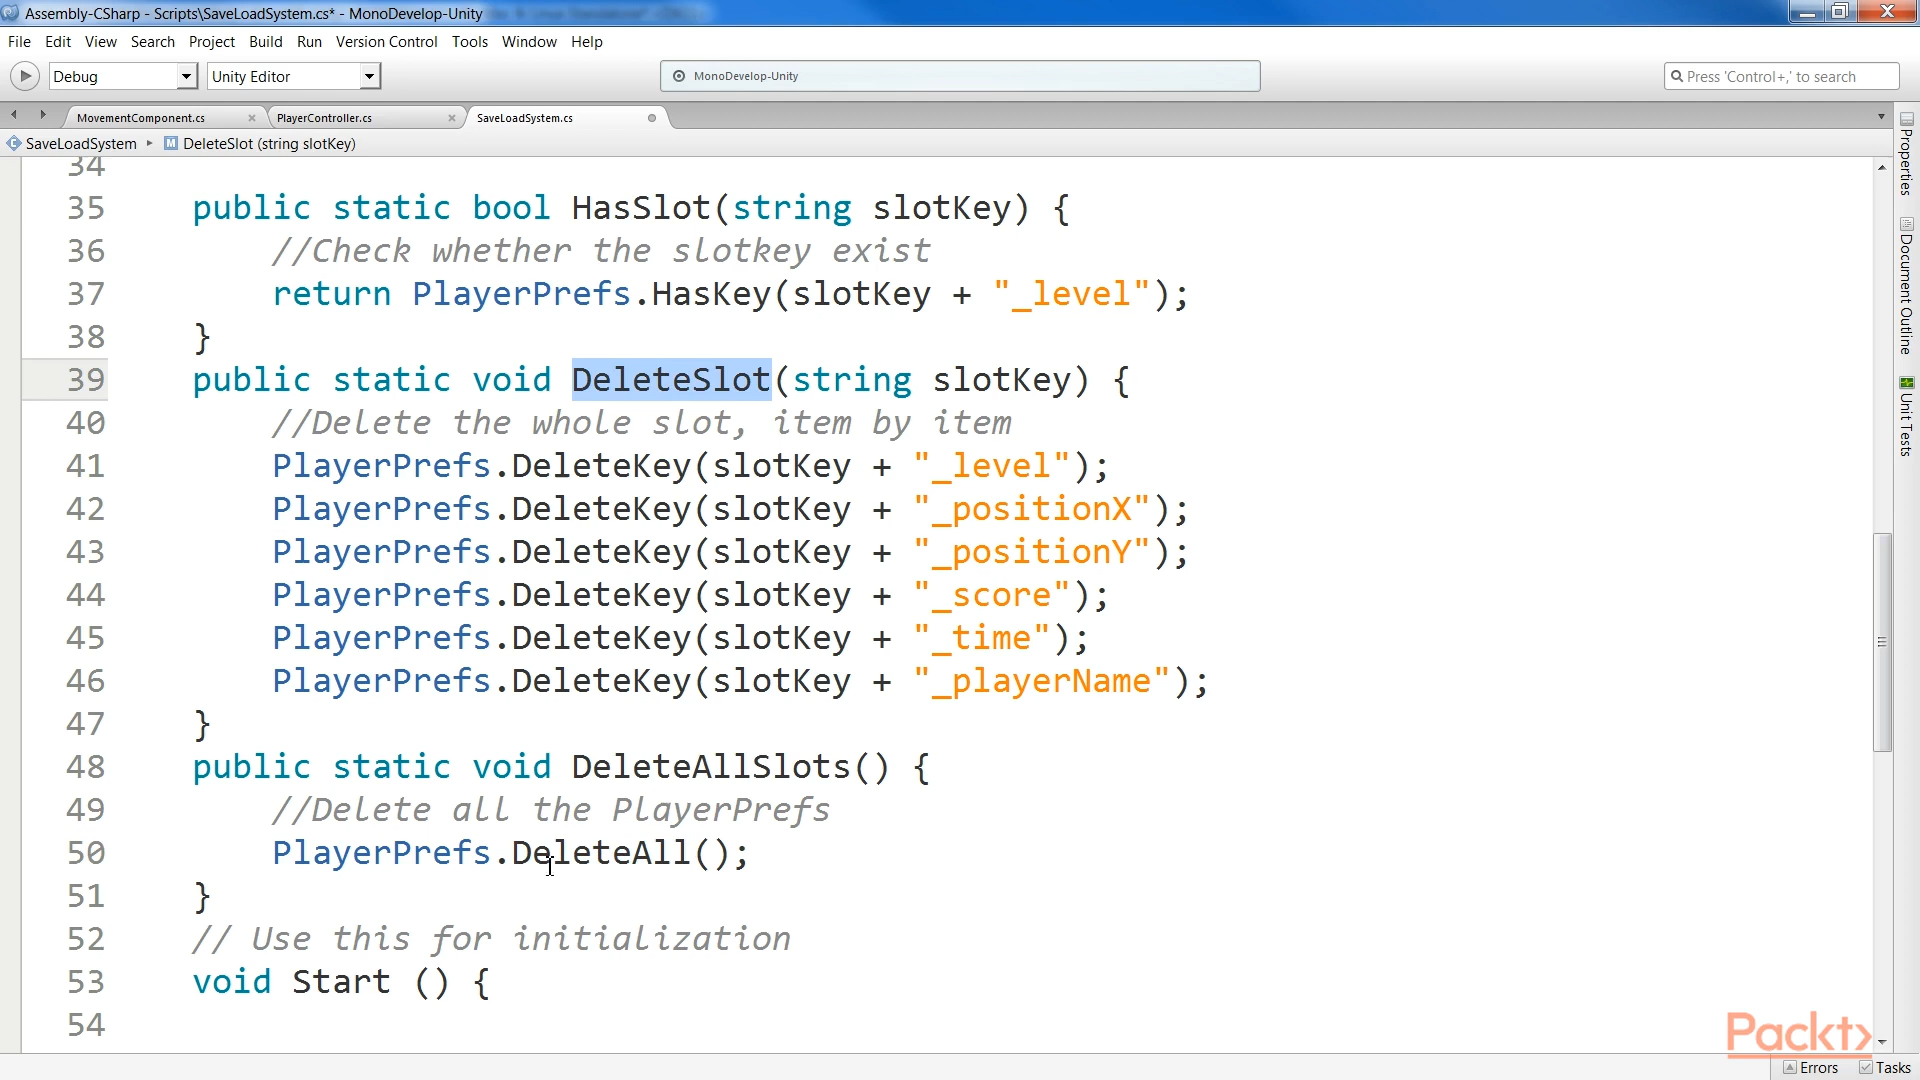 Assembly-CSharp - Scripts\SaveLoadSystem.cs* - MonoDevelop-Unity
File Edit View Search Project Build Run Version Control Tools Window Help
Debug Unity Editor MonoDevelop-Unity Press 'Control+,' to search
MovementComponent.cs PlayerController.cs SaveLoadSystem.cs
SaveLoadSystem DeleteSlot (string slotKey)
34
35 public static bool HasSlot(string slotKey) {
36 //Check whether the slotkey exist
37 return PlayerPrefs.HasKey(slotKey + "_level");
38 }
39 public static void DeleteSlot(string slotKey) {
40 //Delete the whole slot, item by item
41 PlayerPrefs.DeleteKey(slotKey + "_level");
42 PlayerPrefs.DeleteKey(slotKey + "_positionX");
43 PlayerPrefs.DeleteKey(slotKey + "_positionY");
44 PlayerPrefs.DeleteKey(slotKey + "_score");
45 PlayerPrefs.DeleteKey(slotKey + "_time");
46 PlayerPrefs.DeleteKey(slotKey + "_playerName");
47 }
48 public static void DeleteAllSlots() {
49 //Delete all the PlayerPrefs
50 PlayerPrefs.DeleteAll();
51 }
52 // Use this for initialization
53 void Start () {
54
Properties
Document Outline
Unit Tests
Packt>
Errors Tasks